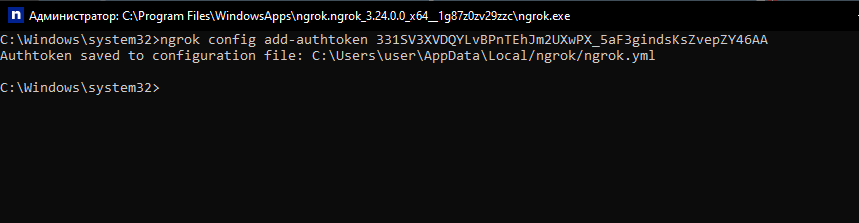 n Администратор: C:\Program Files\WindowsApps\ngrok.ngrok_3.24.0.0_x64__1g87z0zv29zzc\ngrok.exe
C:\Windows\system32>ngrok config add-authtoken 331SV3XVDQYLvBPnTEhJm2UXwPX_5aF3gindsKsZvepZY46AA
Authtoken saved to configuration file: C:\Users\user\AppData\Local/ngrok/ngrok.yml
C:\Windows\system32>